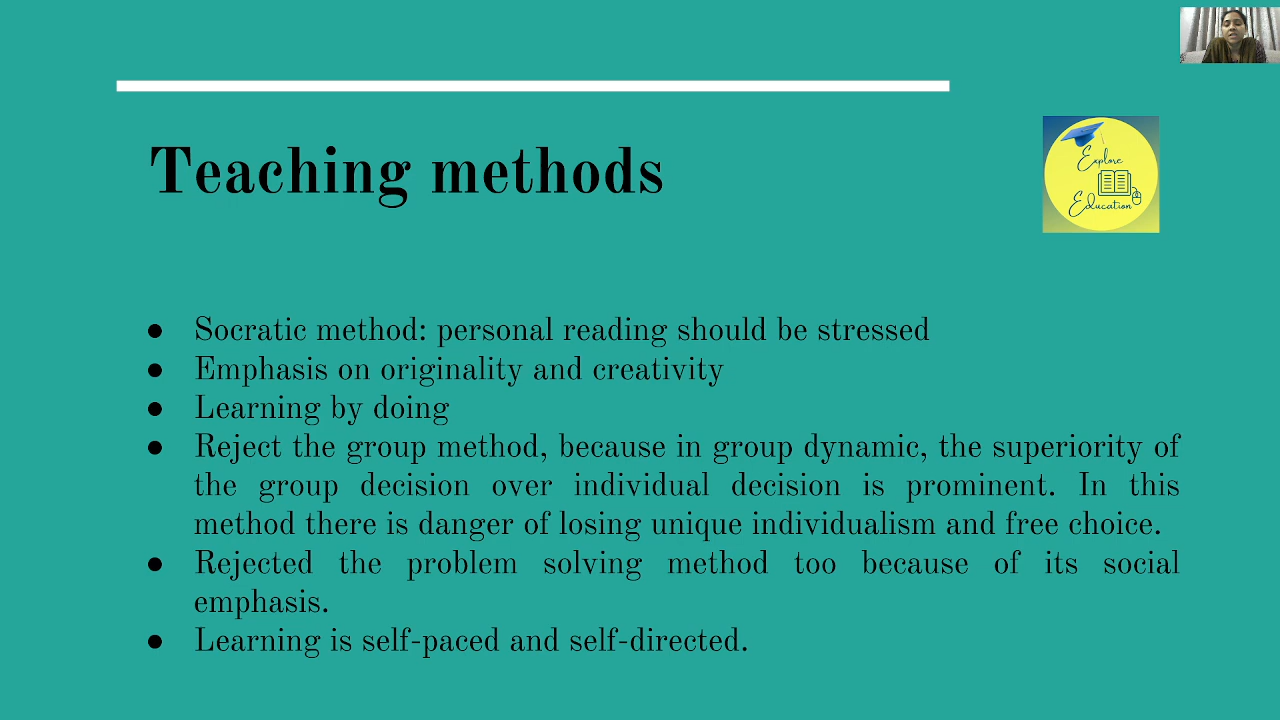 Teaching methods
Explore
Education
● Socratic method: personal reading should be stressed
● Emphasis on originality and creativity
● Learning by doing
● Reject the group method, because in group dynamic, the superiority of
the group decision over individual decision is prominent. In this
method there is danger of losing unique individualism and free choice.
● Rejected the problem solving method too because of its social
emphasis.
● Learning is self-paced and self-directed.